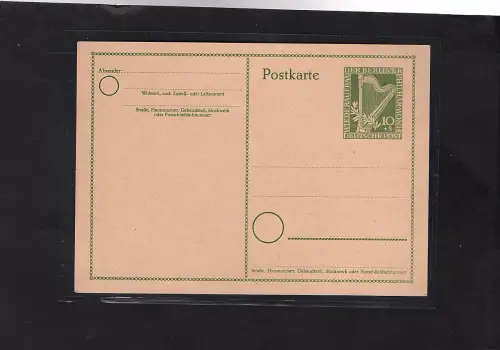 Absender:
Wohnort, auch Zustell- oder Leitpostamt
Straße, Hausnummer, Gebäudeteil, Stockwerk
oder Postschließfachnummer
Postkarte
WIEDERAUFBAU DER BERLINER PHILHARMONIE
10
+5
DEUTSCHE POST
Straße, Hausnummer, Gebäudeteil, Stockwerk oder Postschließfachnummer